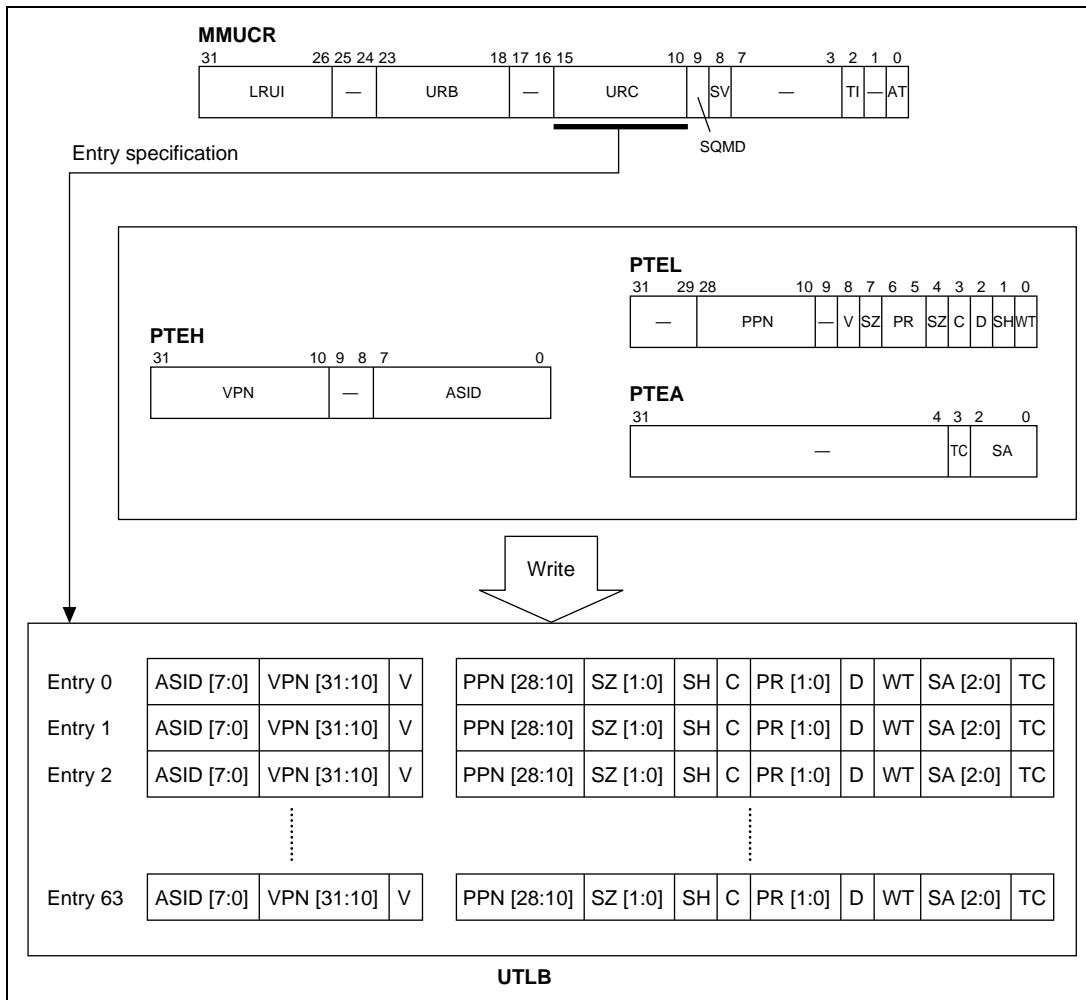 MMUCR
31 26 25 24 23 18 17 16 15 10 9 8 7 3 2 1 0
LRUI — URB — URC SV — TI — AT
SQMD
Entry specification
PTEL
31 29 28 10 9 8 7 6 5 4 3 2 1 0
— PPN — V SZ PR SZ C D SH WT
PTEH
31 10 9 8 7 0
VPN — ASID
PTEA
31 4 3 2 0
— TC SA
Write
Entry 0 ASID [7:0] VPN [31:10] V PPN [28:10] SZ [1:0] SH C PR [1:0] D WT SA [2:0] TC
Entry 1 ASID [7:0] VPN [31:10] V PPN [28:10] SZ [1:0] SH C PR [1:0] D WT SA [2:0] TC
Entry 2 ASID [7:0] VPN [31:10] V PPN [28:10] SZ [1:0] SH C PR [1:0] D WT SA [2:0] TC
Entry 63 ASID [7:0] VPN [31:10] V PPN [28:10] SZ [1:0] SH C PR [1:0] D WT SA [2:0] TC
UTLB